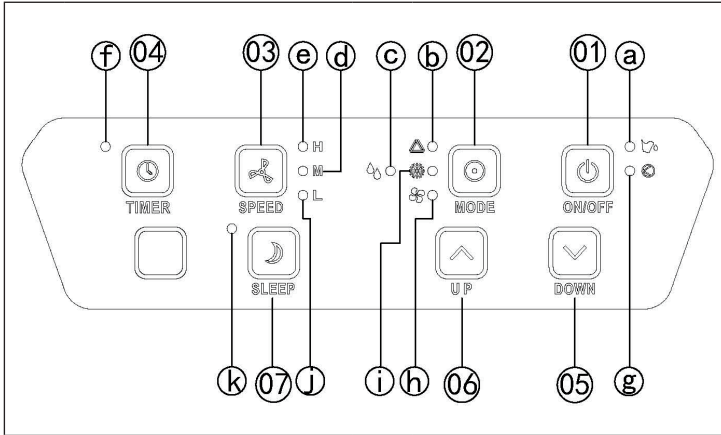 f 04 03 e d c b 02 01 a
H
M
L
TIMER SPEED MODE ON/OFF
SLEEP UP DOWN
k 07 j i h 06 05 g